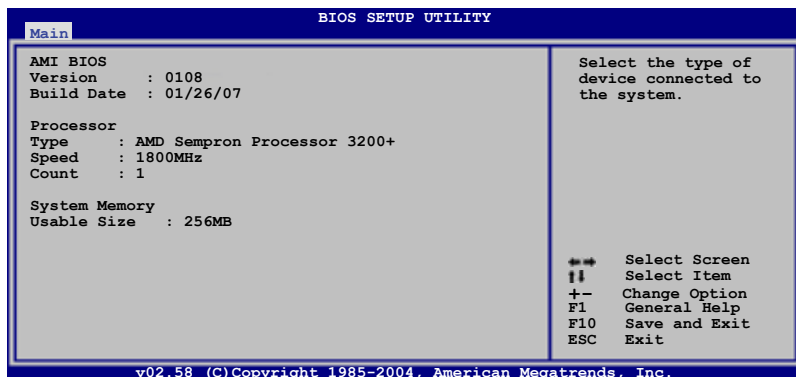 BIOS SETUP UTILITY
Main
AMI BIOS
Version : 0108
Build Date : 01/26/07
Processor
Type : AMD Sempron Processor 3200+
Speed : 1800MHz
Count : 1
System Memory
Usable Size : 256MB
Select the type of
device connected to
the system.
←→ Select Screen
↑↓ Select Item
+- Change Option
F1 General Help
F10 Save and Exit
ESC Exit
v02.58 (C)Copyright 1985-2004, American Megatrends, Inc.